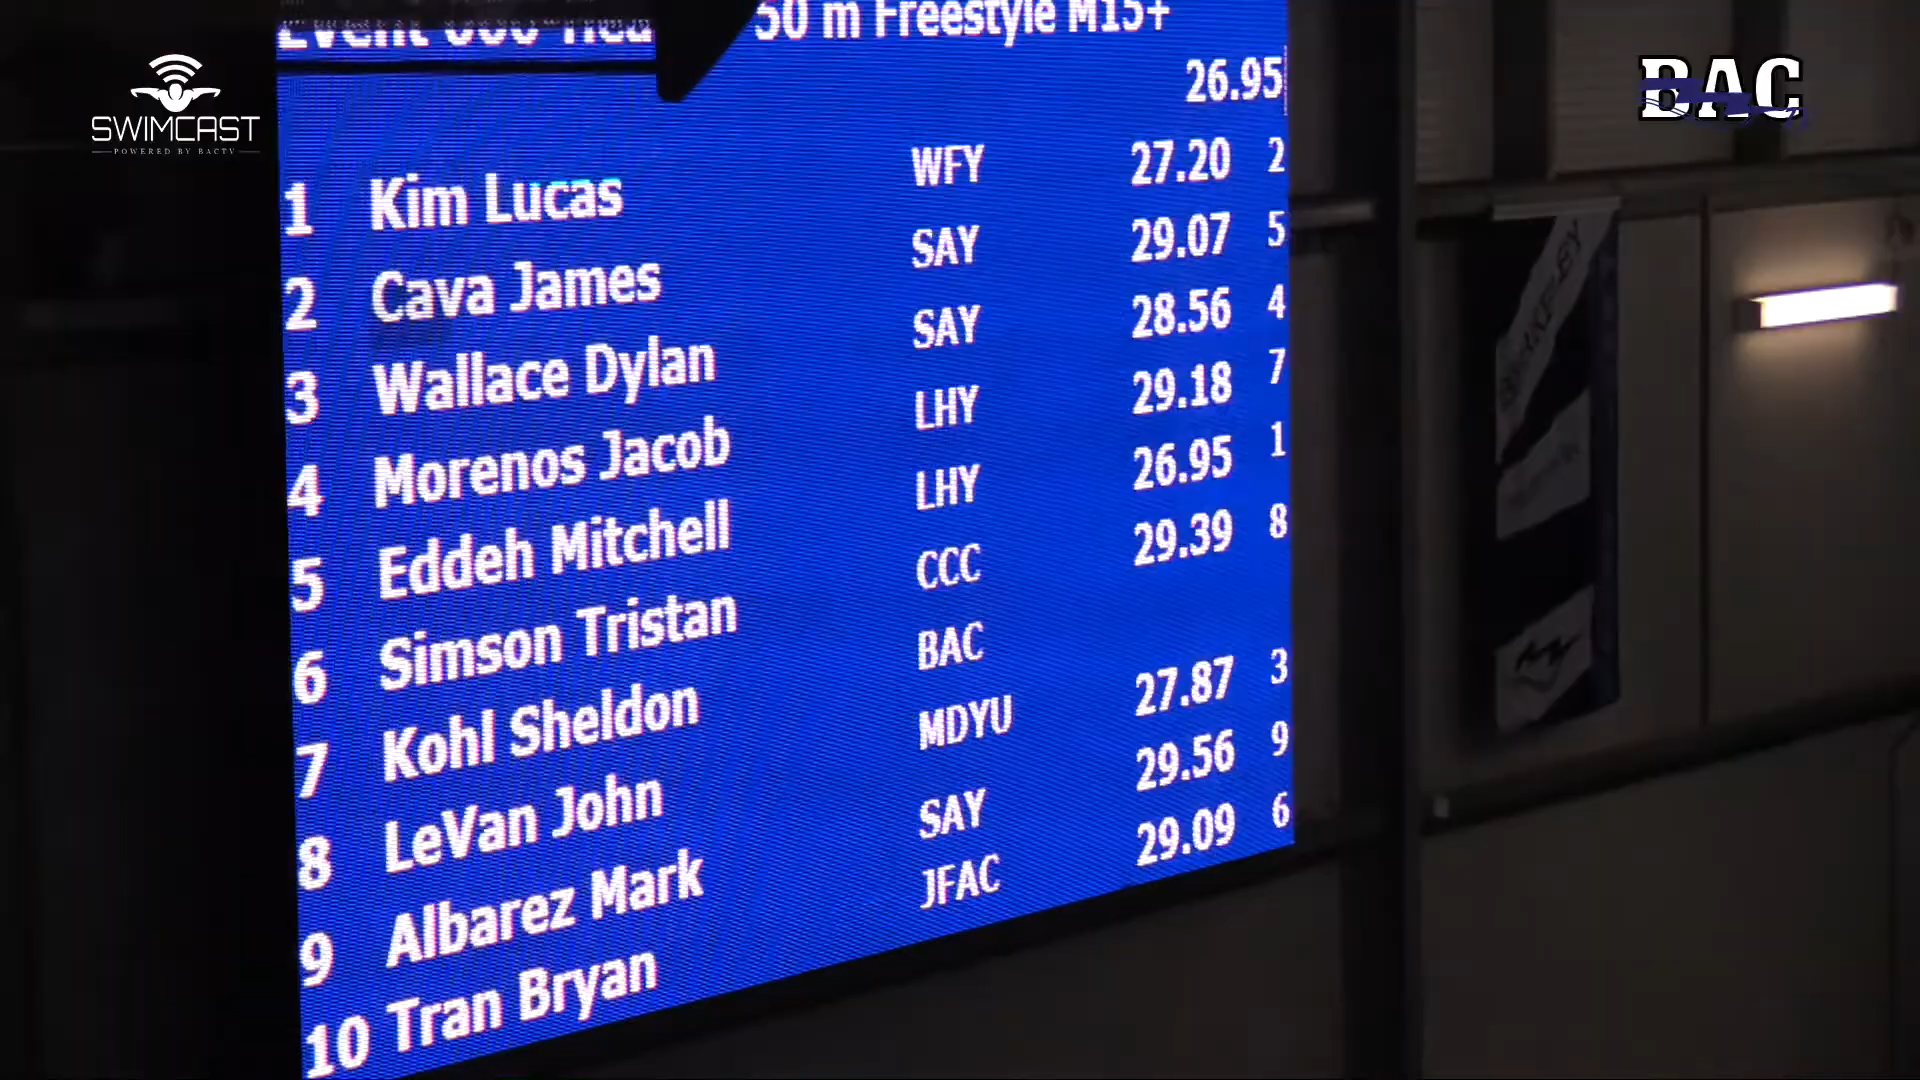 SWIMCAST
POWERED BY BACTV
BAC
50 m Freestyle M15+
26.95
1 Kim Lucas WFY 27.20 2
2 Cava James SAY 29.07 5
3 Wallace Dylan SAY 28.56 4
4 Morenos Jacob LHY 29.18 7
5 Eddeh Mitchell LHY 26.95 1
6 Simson Tristan CCC 29.39 8
7 Kohl Sheldon BAC
8 LeVan John MDYU 27.87 3
9 Albarez Mark SAY 29.56 9
10 Tran Bryan JFAC 29.09 6